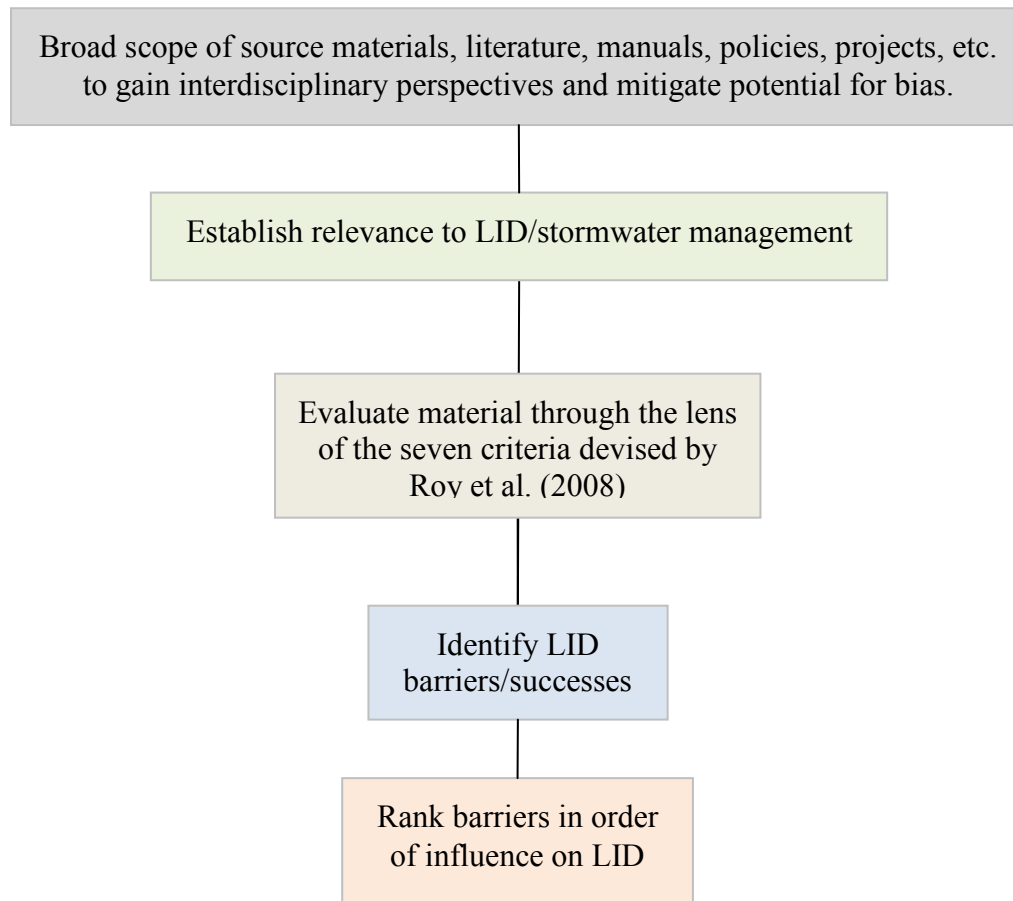 Broad scope of source materials, literature, manuals, policies, projects, etc.
to gain interdisciplinary perspectives and mitigate potential for bias.
Establish relevance to LID/stormwater management
Evaluate material through the lens
of the seven criteria devised by
Roy et al. (2008)
Identify LID
barriers/successes
Rank barriers in order
of influence on LID